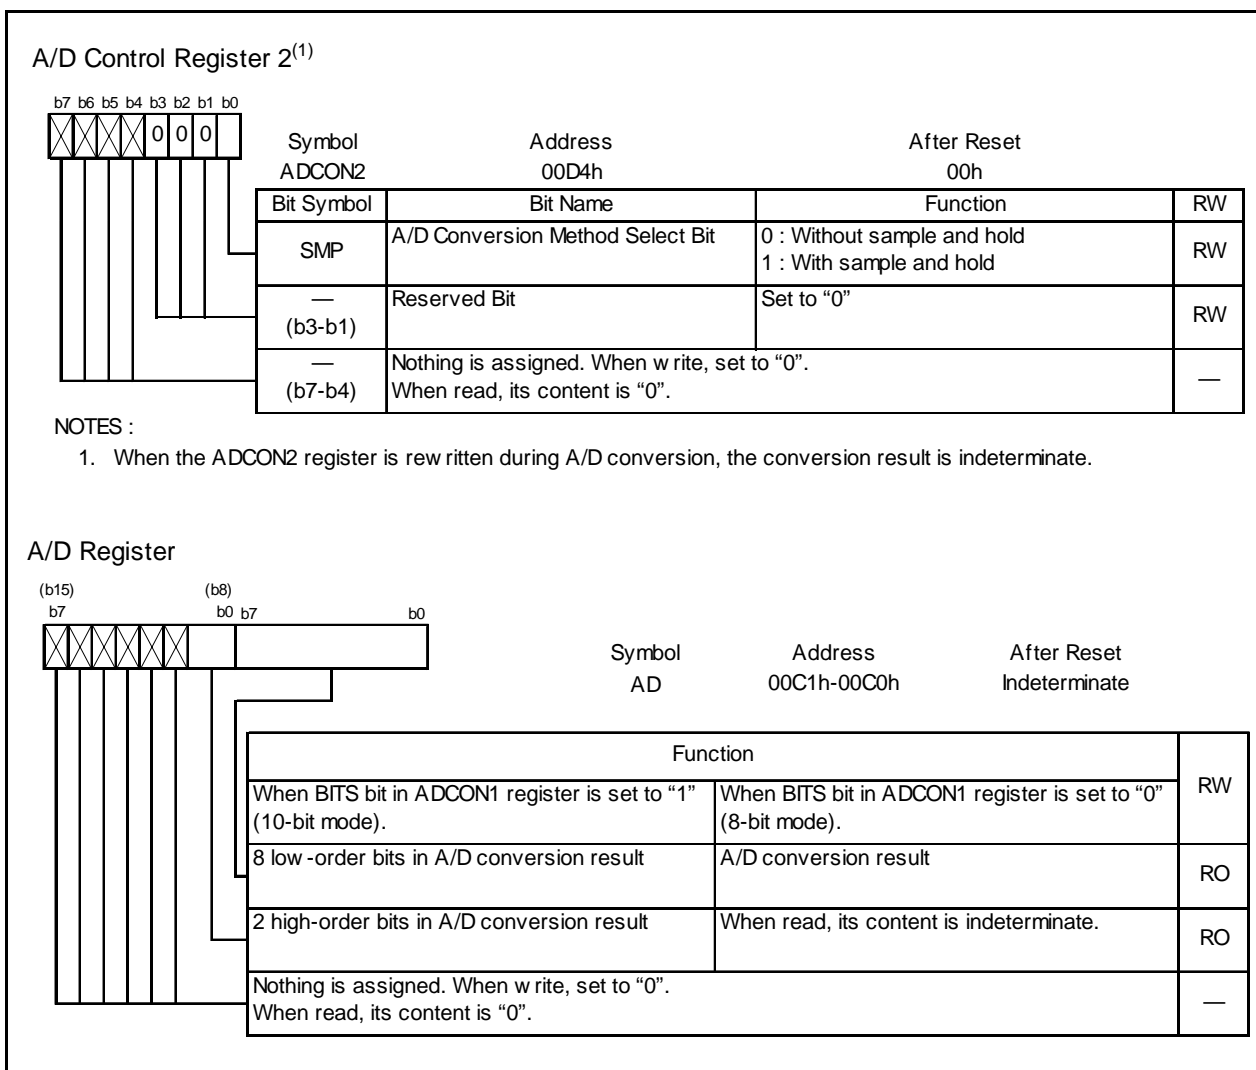 A/D Control Register 2(1)
b7 b6 b5 b4 b3 b2 b1 b0
0 0 0
Symbol Address After Reset
ADCON2 00D4h 00h
Bit Symbol Bit Name Function RW
SMP A/D Conversion Method Select Bit 0 : Without sample and hold RW
1 : With sample and hold
— Reserved Bit Set to “0” RW
(b3-b1)
— Nothing is assigned. When write, set to “0”. —
(b7-b4) When read, its content is “0”.
NOTES :
1. When the ADCON2 register is rewritten during A/D conversion, the conversion result is indeterminate.
A/D Register
(b15) (b8)
b7 b0 b7 b0
Symbol Address After Reset
AD 00C1h-00C0h Indeterminate
Function RW
When BITS bit in ADCON1 register is set to “1” When BITS bit in ADCON1 register is set to “0”
(10-bit mode). (8-bit mode).
8 low-order bits in A/D conversion result A/D conversion result RO
2 high-order bits in A/D conversion result When read, its content is indeterminate. RO
Nothing is assigned. When write, set to “0”. —
When read, its content is “0”.